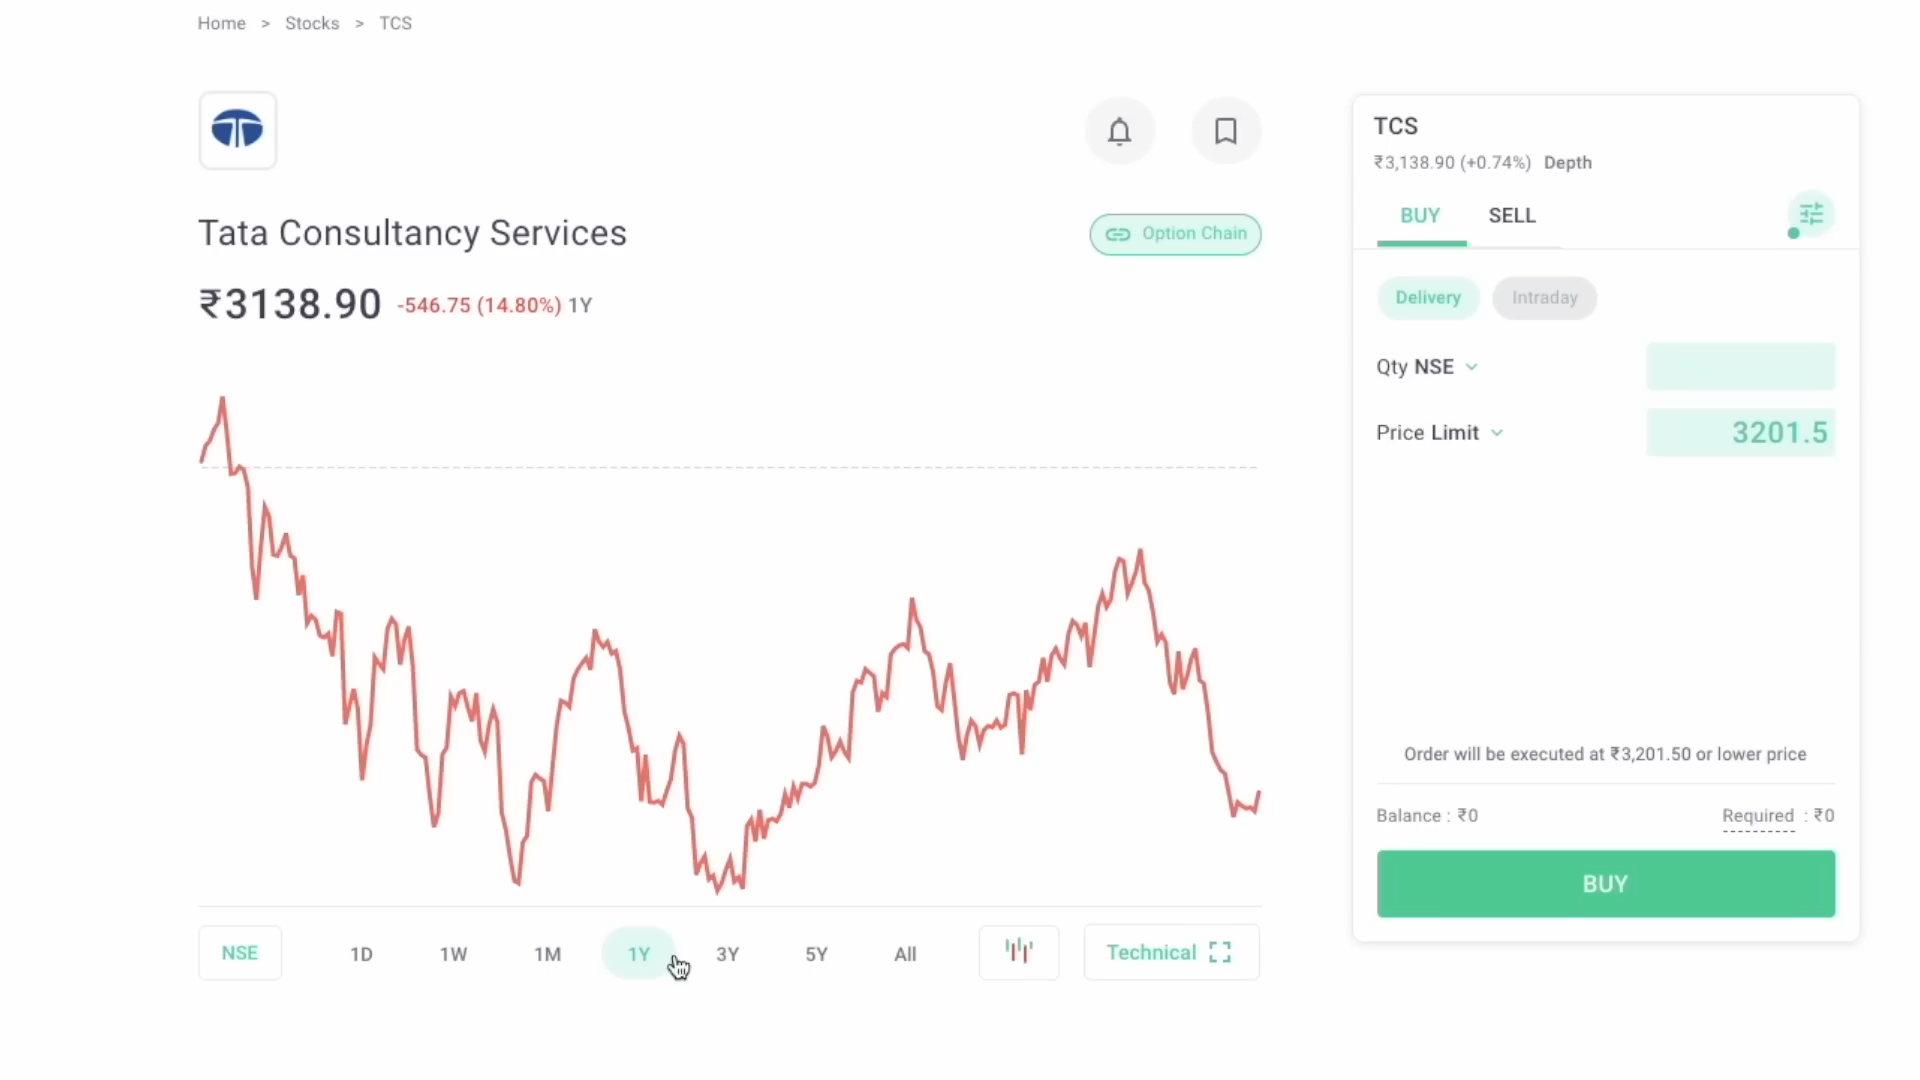 Home > Stocks > TCS
Tata Consultancy Services
Option Chain
₹3138.90 -546.75 (14.80%) 1Y
NSE 1D 1W 1M 1Y 3Y 5Y All Technical
TCS
₹3,138.90 (+0.74%) Depth
BUY SELL
Delivery Intraday
Qty NSE
Price Limit 3201.5
Order will be executed at ₹3,201.50 or lower price
Balance : ₹0 Required : ₹0
BUY